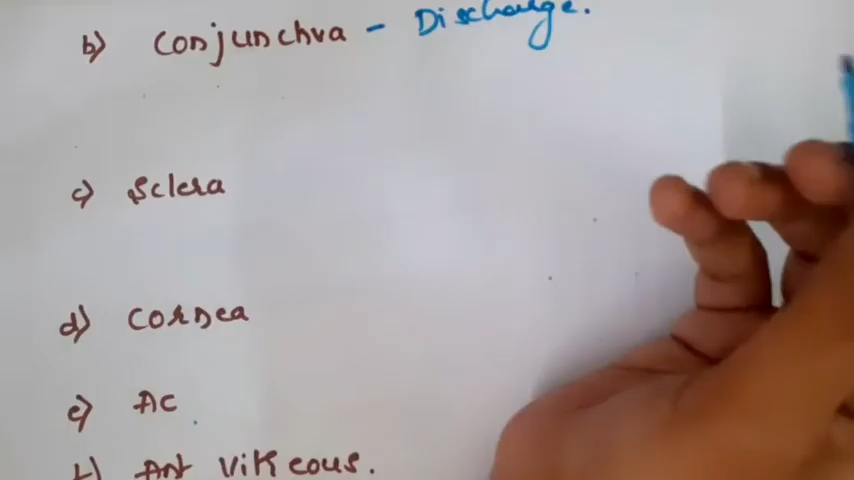 b) Conjunctiva - Discharge.
c) Sclera
d) Cornea
e) AC
f) Ant Vitreous.